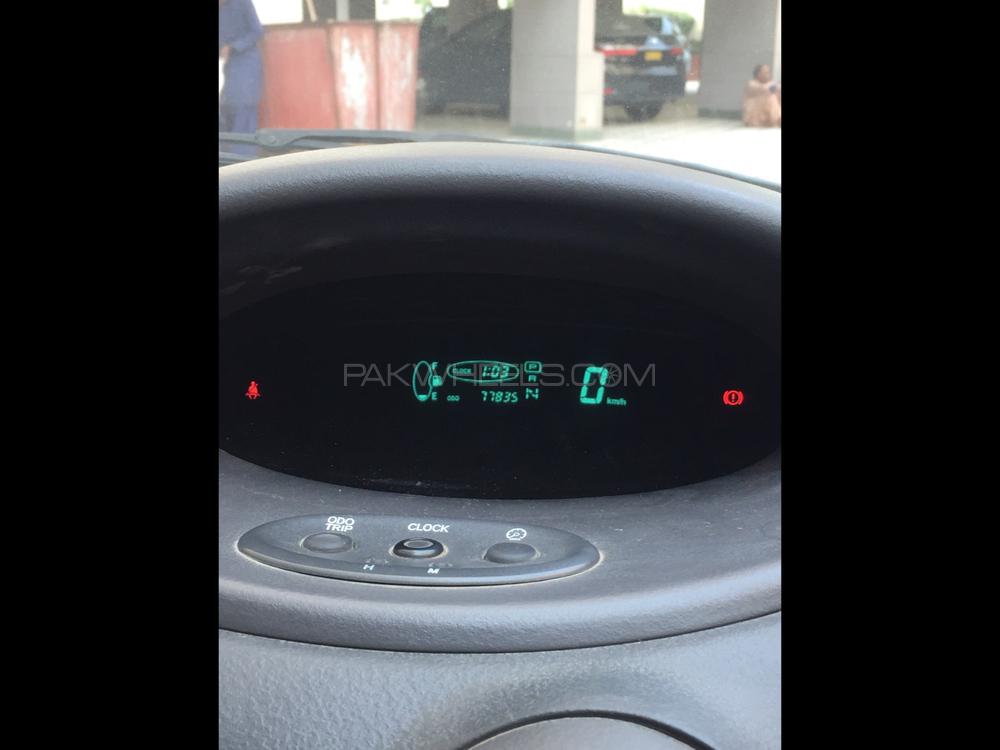 PAKWHEELS.COM
F
CLOCK 1:03 P
R
E ODO 77835 N
0 km/h
ODO
TRIP
CLOCK
H M